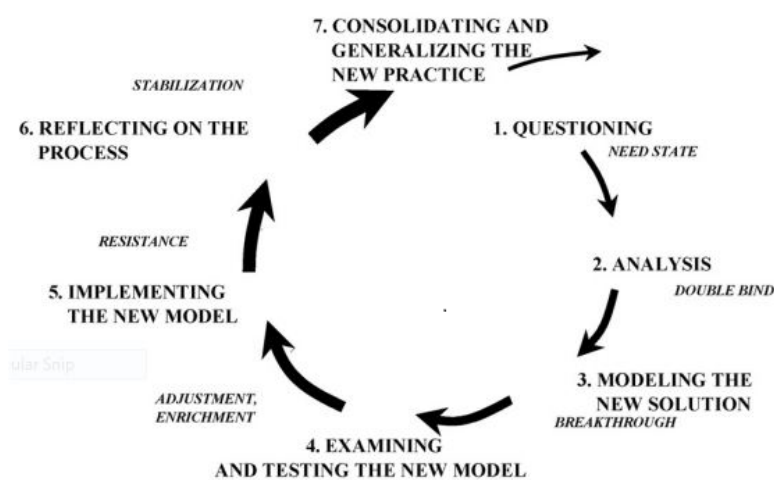 7. CONSOLIDATING AND
GENERALIZING THE
NEW PRACTICE
STABILIZATION
6. REFLECTING ON THE
PROCESS
1. QUESTIONING
NEED STATE
RESISTANCE
2. ANALYSIS
DOUBLE BIND
5. IMPLEMENTING
THE NEW MODEL
ular Snip
3. MODELING THE
NEW SOLUTION
BREAKTHROUGH
ADJUSTMENT,
ENRICHMENT
4. EXAMINING
AND TESTING THE NEW MODEL